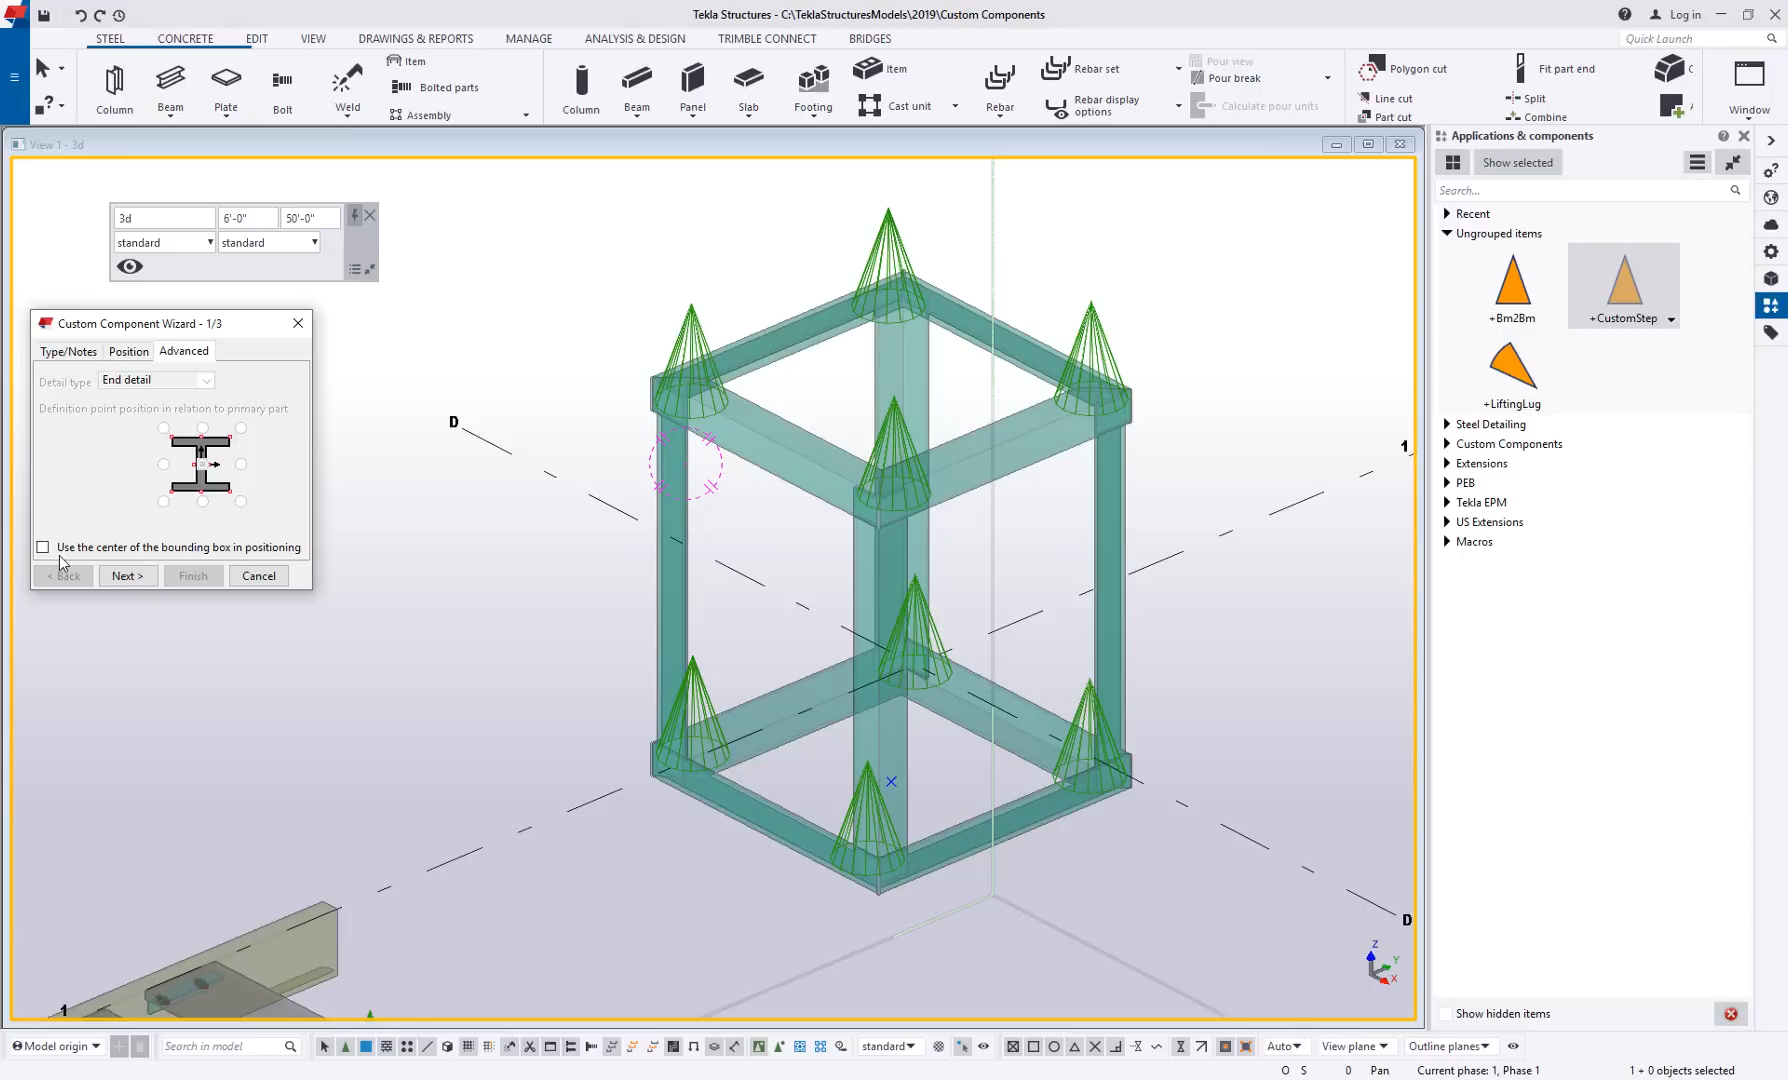 Tekla Structures - C:\TeklaStructuresModels\2019\Custom Components
Log in
STEEL CONCRETE EDIT VIEW DRAWINGS & REPORTS MANAGE ANALYSIS & DESIGN TRIMBLE CONNECT BRIDGES
Quick Launch
Column
Beam
Plate
Bolt
Weld
Item
Bolted parts
Assembly
Column
Beam
Panel
Slab
Footing
Item
Cast unit
Rebar
Rebar set
Rebar display
options
Pour view
Pour break
Calculate pour units
Polygon cut
Line cut
Part cut
Fit part end
Split
Combine
Window
View 1 - 3d
3d 6'-0" 50'-0"
standard standard
Custom Component Wizard - 1/3
Type/Notes Position Advanced
Detail type End detail
Definition point position in relation to primary part
Use the center of the bounding box in positioning
< Back Next > Finish Cancel
D
1
D
1
Z
Y
X
Applications & components
Show selected
Search...
Recent
Ungrouped items
+Bm2Bm
+CustomStep
+LiftingLug
Steel Detailing
Custom Components
Extensions
PEB
Tekla EPM
US Extensions
Macros
Show hidden items
Model origin
Search in model
standard
Auto
View plane
Outline planes
O S 0 Pan Current phase: 1, Phase 1 1 + 0 objects selected